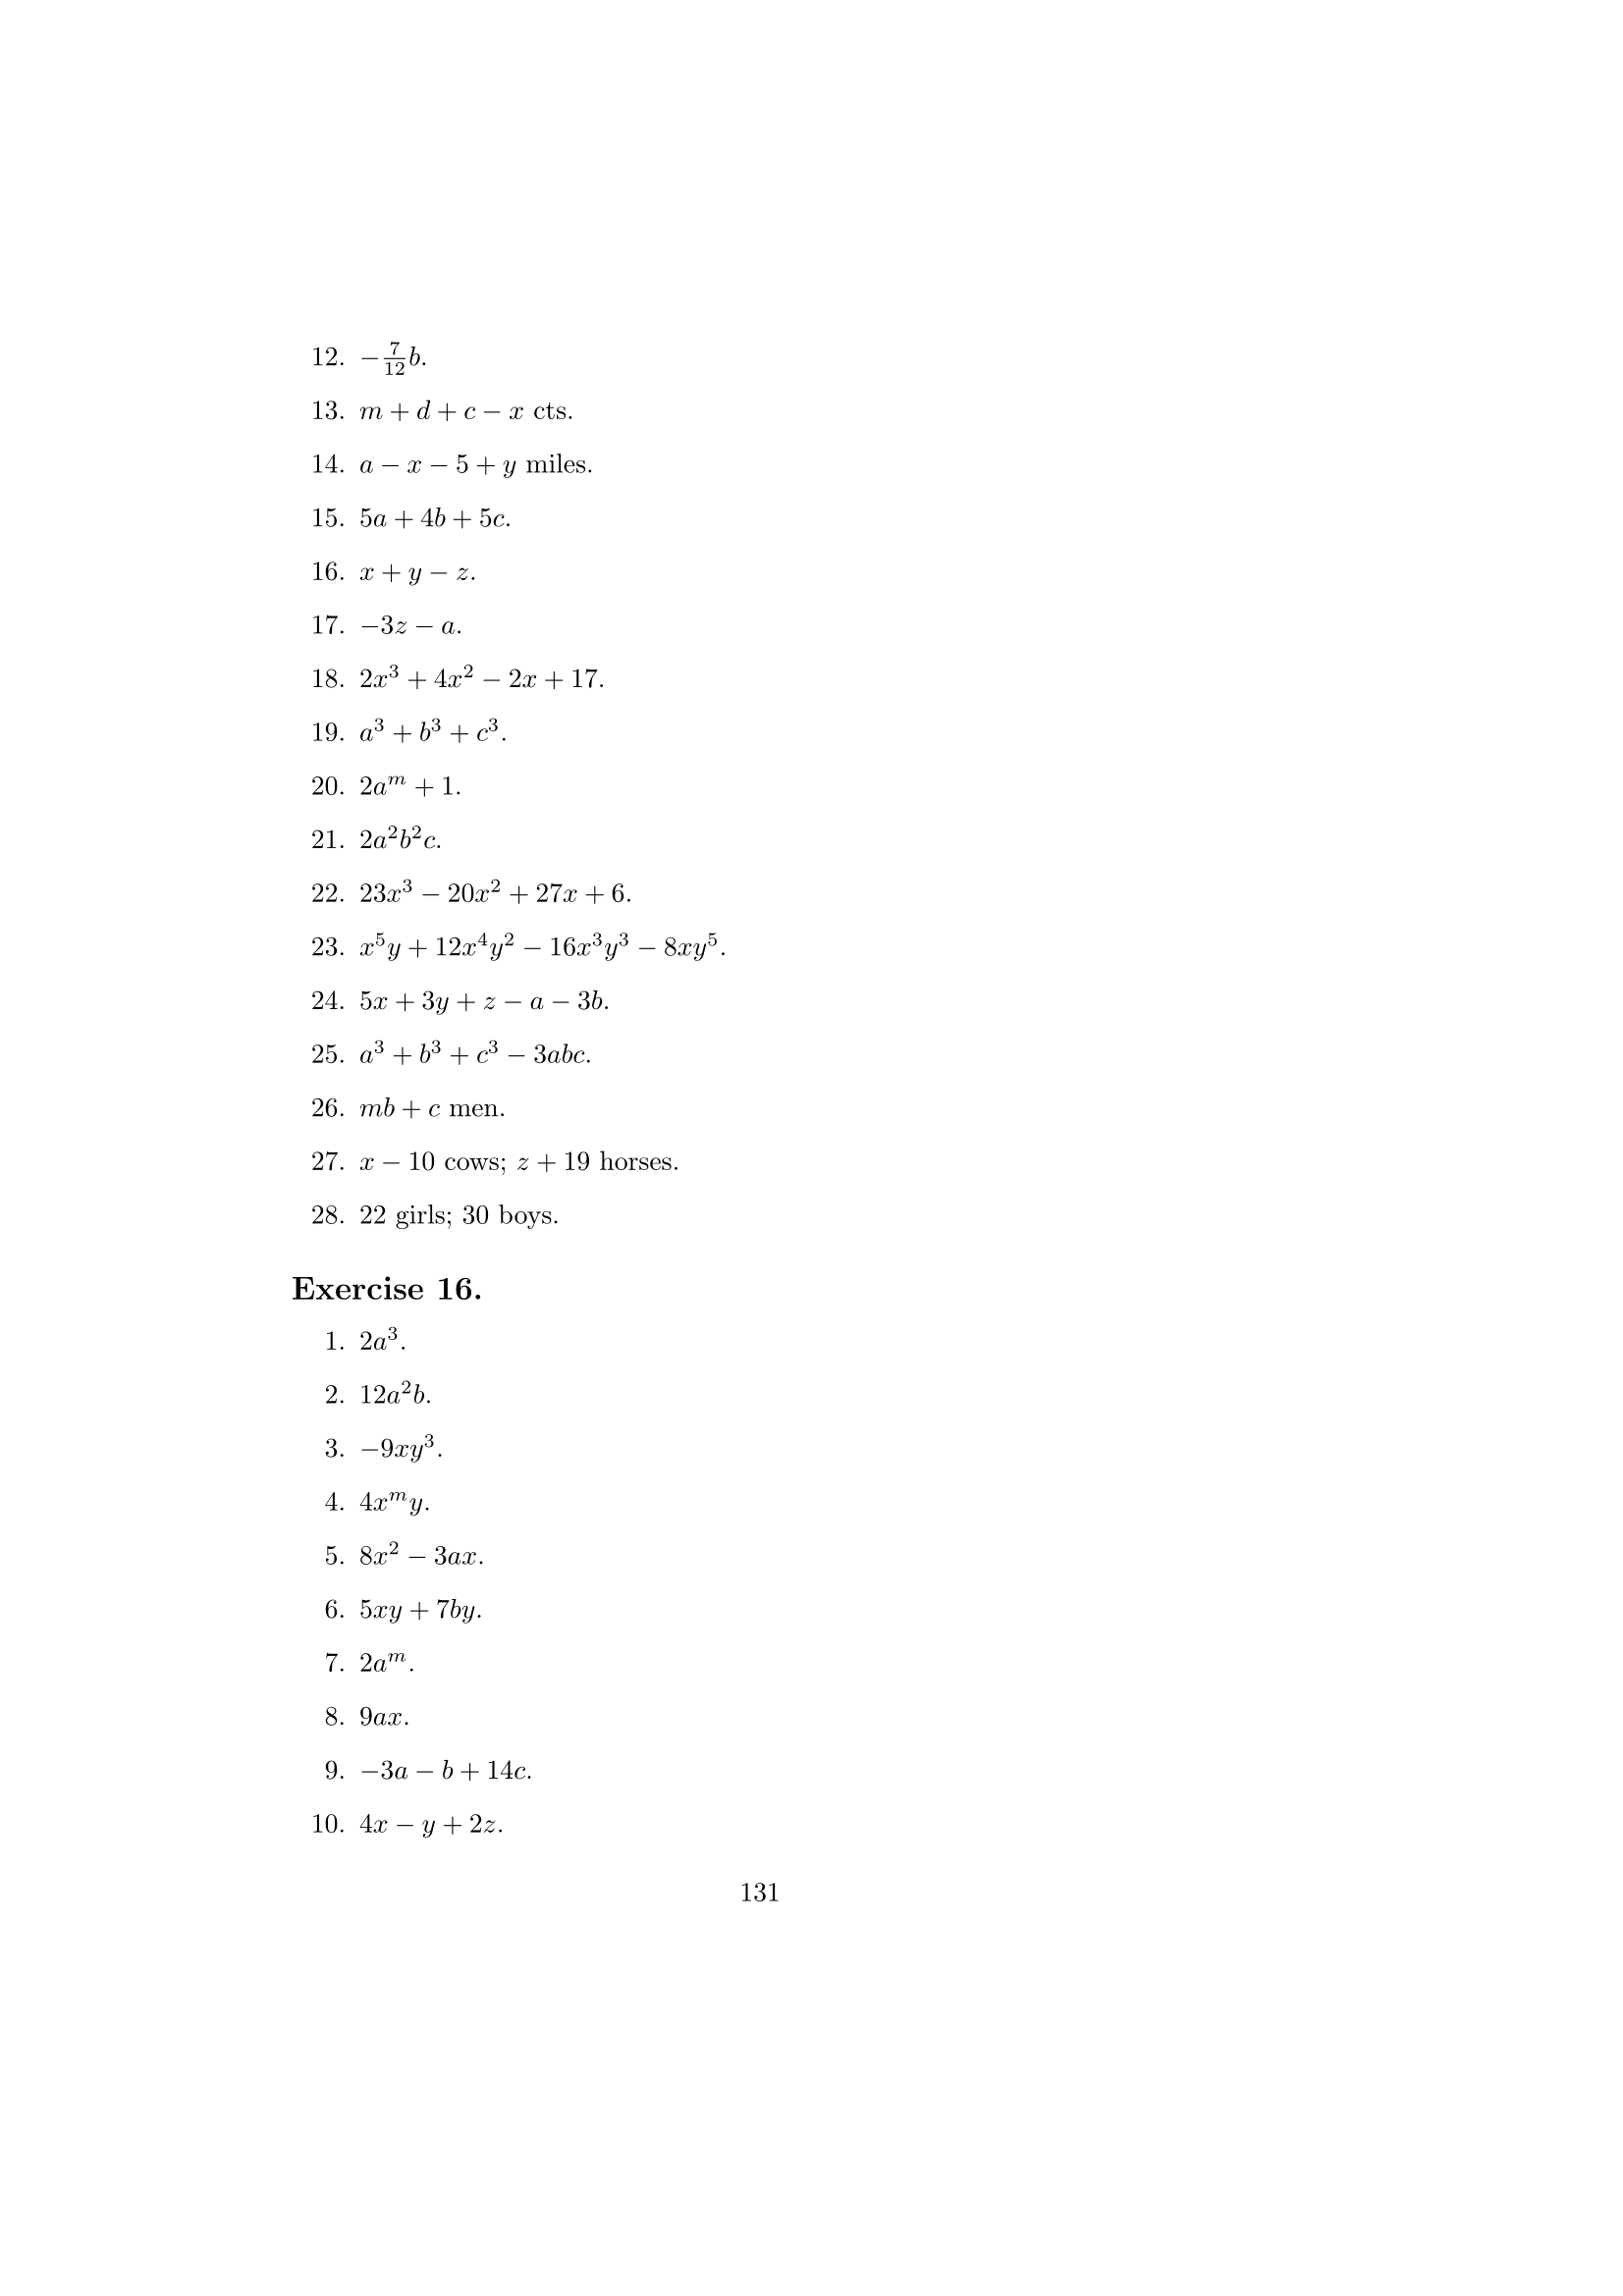 12. $-\frac{7}{12}b$.
13. $m + d + c - x$ cts.
14. $a - x - 5 + y$ miles.
15. $5a + 4b + 5c$.
16. $x + y - z$.
17. $-3z - a$.
18. $2x^3 + 4x^2 - 2x + 17$.
19. $a^3 + b^3 + c^3$.
20. $2a^m + 1$.
21. $2a^2b^2c$.
22. $23x^3 - 20x^2 + 27x + 6$.
23. $x^5y + 12x^4y^2 - 16x^3y^3 - 8xy^5$.
24. $5x + 3y + z - a - 3b$.
25. $a^3 + b^3 + c^3 - 3abc$.
26. $mb + c$ men.
27. $x - 10$ cows; $z + 19$ horses.
28. 22 girls; 30 boys.
Exercise 16.
1. $2a^3$.
2. $12a^2b$.
3. $-9xy^3$.
4. $4x^my$.
5. $8x^2 - 3ax$.
6. $5xy + 7by$.
7. $2a^m$.
8. $9ax$.
9. $-3a - b + 14c$.
10. $4x - y + 2z$.
131